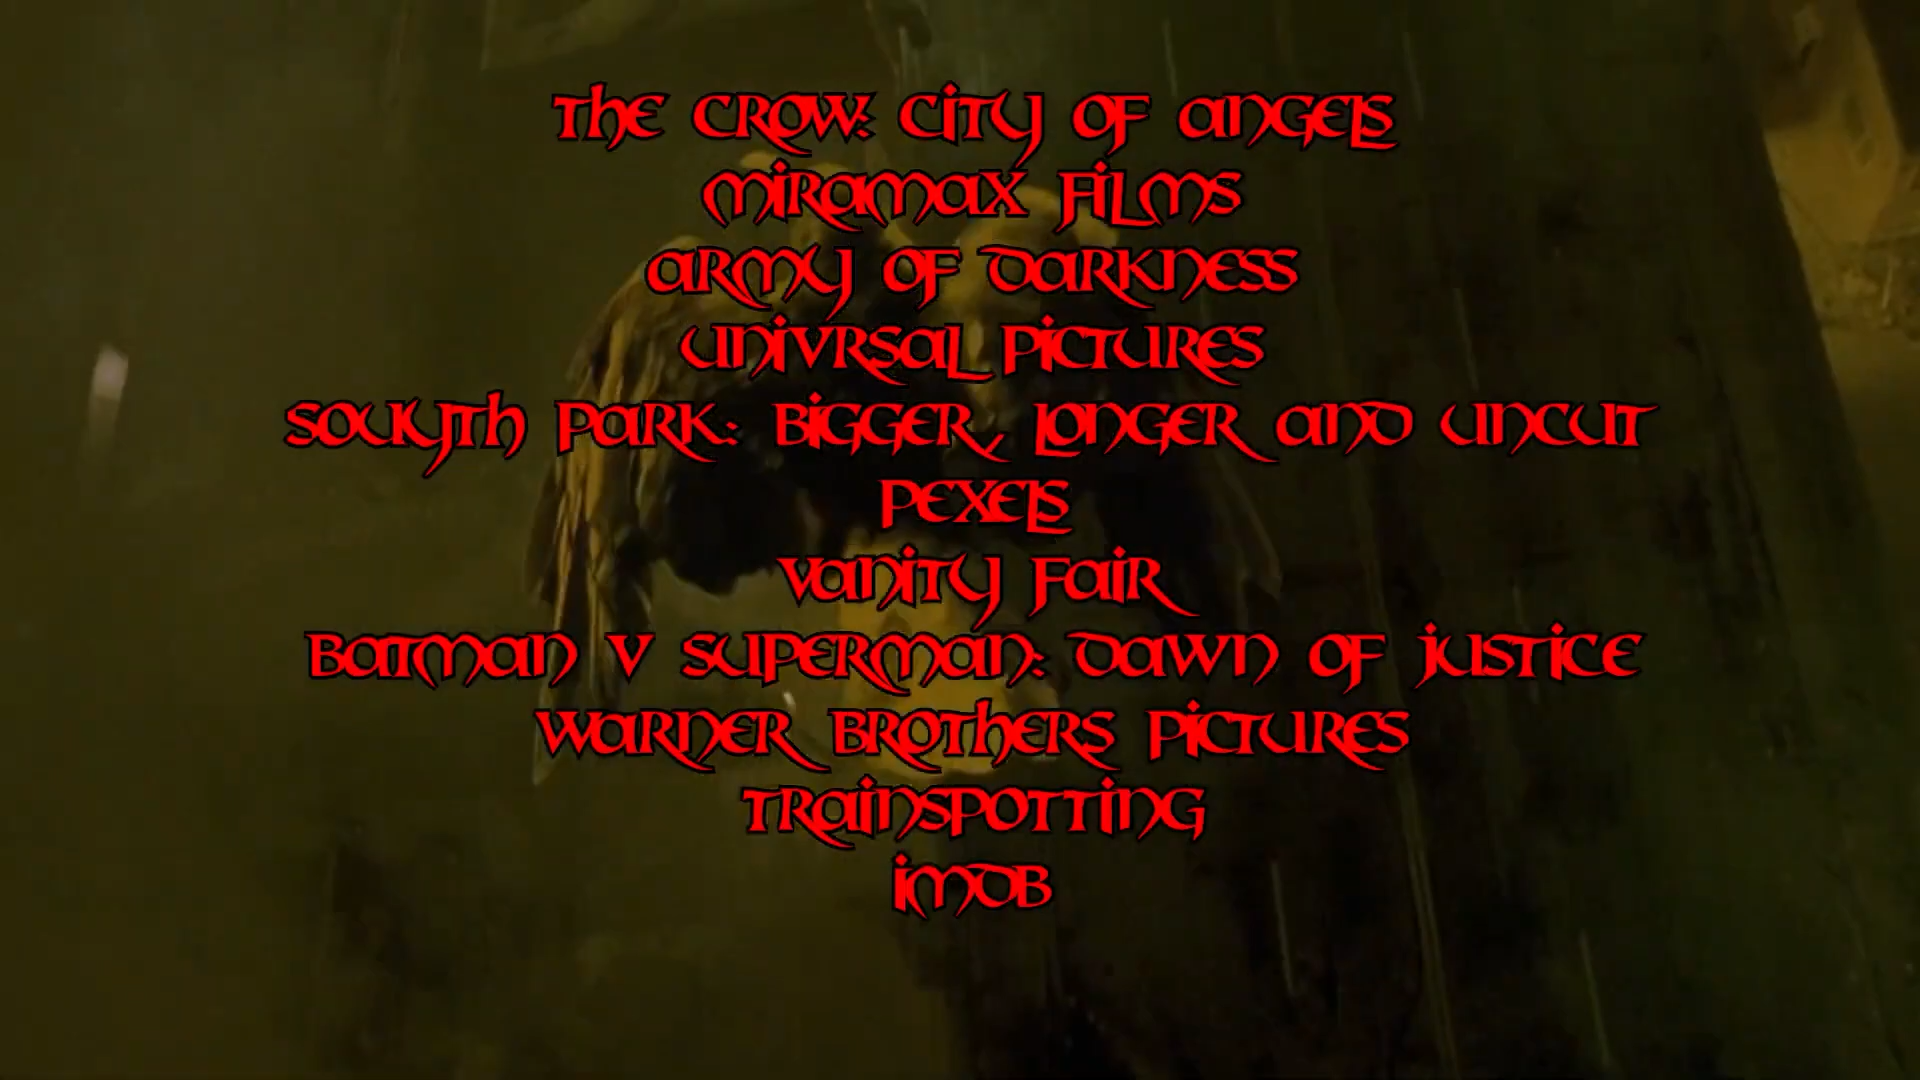 THE CROW: CITY OF ANGELS
MIRAMAX FILMS
ARMY OF DARKNESS
UNIVRSAL PICTURES
SOUYTH PARK: BIGGER, LONGER AND UNCUT
PEXELS
VANITY FAIR
BATMAN V SUPERMAN: DAWN OF JUSTICE
WARNER BROTHERS PICTURES
TRAINSPOTTING
IMDB